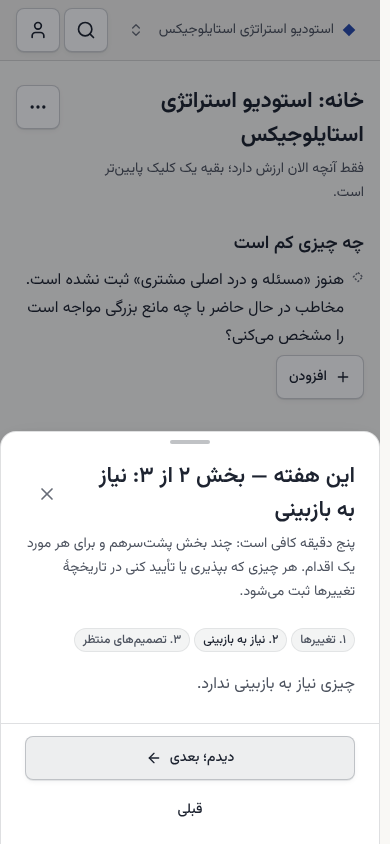 استودیو استراتژی استایلوجیکس
خانه: استودیو استراتژی
استایلوجیکس
فقط آنچه الان ارزش دارد؛ بقیه یک کلیک پایین‌تر
است.
چه چیزی کم است
هنوز «مسئله و درد اصلی مشتری» ثبت نشده است.
مخاطب در حال حاضر با چه مانع بزرگی مواجه است
را مشخص می‌کنی؟
افزودن
این هفته — بخش ۲ از ۳: نیاز
به بازبینی
پنج دقیقه کافی است: چند بخش پشت‌سرهم و برای هر مورد
یک اقدام. هر چیزی که بپذیری یا تأیید کنی در تاریخچهٔ
تغییرها ثبت می‌شود.
۱. تغییرها
۲. نیاز به بازبینی
۳. تصمیم‌های منتظر
چیزی نیاز به بازبینی ندارد.
دیدم؛ بعدی
قبلی